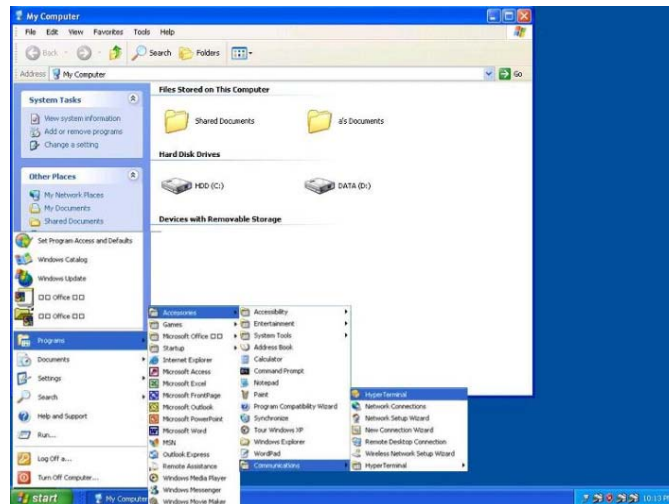 My Computer
File Edit View Favorites Tools Help
Back Search Folders
Address My Computer Go
System Tasks
View system information
Add or remove programs
Change a setting
Other Places
My Network Places
My Documents
Shared Documents
Files Stored on This Computer
Shared Documents
a's Documents
Hard Disk Drives
HDD (C:)
DATA (D:)
Devices with Removable Storage
Set Program Access and Defaults
Windows Catalog
Windows Update
□□ Office □□
□□ Office □□
Programs
Documents
Settings
Search
Help and Support
Run...
Log Off a...
Turn Off Computer...
Accessories
Games
Microsoft Office □□
Startup
Internet Explorer
Microsoft Access
Microsoft Excel
Microsoft FrontPage
Microsoft Outlook
Microsoft PowerPoint
Microsoft Word
MSN
Outlook Express
Remote Assistance
Windows Media Player
Windows Messenger
Windows Movie Maker
Accessibility
Entertainment
System Tools
Address Book
Calculator
Command Prompt
Notepad
Paint
Program Compatibility Wizard
Synchronize
Tour Windows XP
Windows Explorer
WordPad
Communications
HyperTerminal
Network Connections
Network Setup Wizard
New Connection Wizard
Remote Desktop Connection
Wireless Network Setup Wizard
HyperTerminal
start
My Computer
10:13 PM